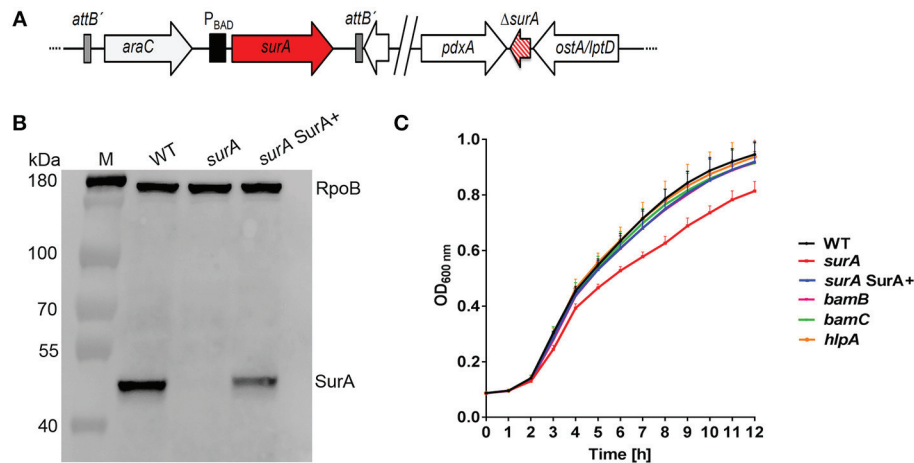 A
attB´
araC
PBAD
surA
attB´
pdxA
ΔsurA
ostA/lptD
B
kDa
M
WT
surA
surA SurA+
180
100
70
55
40
RpoB
SurA
C
OD600 nm
1.0
0.8
0.6
0.4
0.2
0.0
0 1 2 3 4 5 6 7 8 9 10 11 12
Time [h]
WT
surA
surA SurA+
bamB
bamC
hlpA